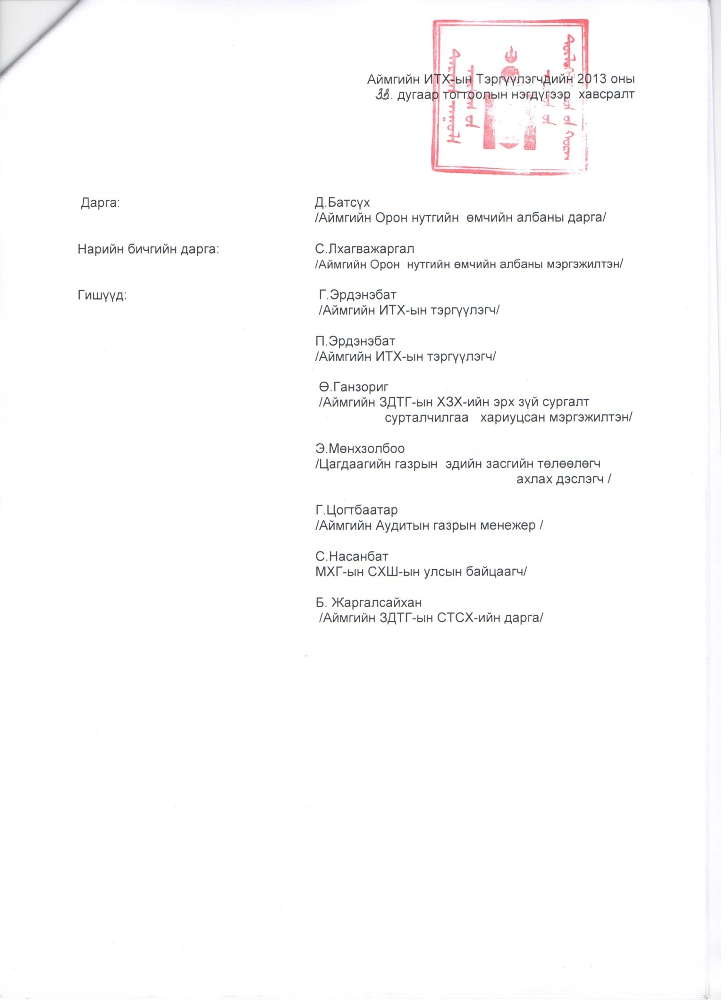 Аймгийн ИТХ-ын Тэргүүлэгчдийн 2013 оны
33. дугаар тогтоолын нэгдүгээр хавсралт
Дарга: Д.Батсүх
/Аймгийн Орон нутгийн өмчийн албаны дарга/
Нарийн бичгийн дарга: С.Лхагважаргал
/Аймгийн Орон нутгийн өмчийн албаны мэргэжилтэн/
Гишүүд: Г.Эрдэнэбат
/Аймгийн ИТХ-ын тэргүүлэгч/
П.Эрдэнэбат
/Аймгийн ИТХ-ын тэргүүлэгч/
Ө.Ганзориг
/Аймгийн ЗДТГ-ын ХЗХ-ийн эрх зүй сургалт
сурталчилгаа хариуцсан мэргэжилтэн/
Э.Мөнхзолбоо
/Цагдаагийн газрын эдийн засгийн төлөөлөгч
ахлах дэслэгч /
Г.Цогтбаатар
/Аймгийн Аудитын газрын менежер /
С.Насанбат
МХГ-ын СХШ-ын улсын байцаагч/
Б. Жаргалсайхан
/Аймгийн ЗДТГ-ын СТСХ-ийн дарга/